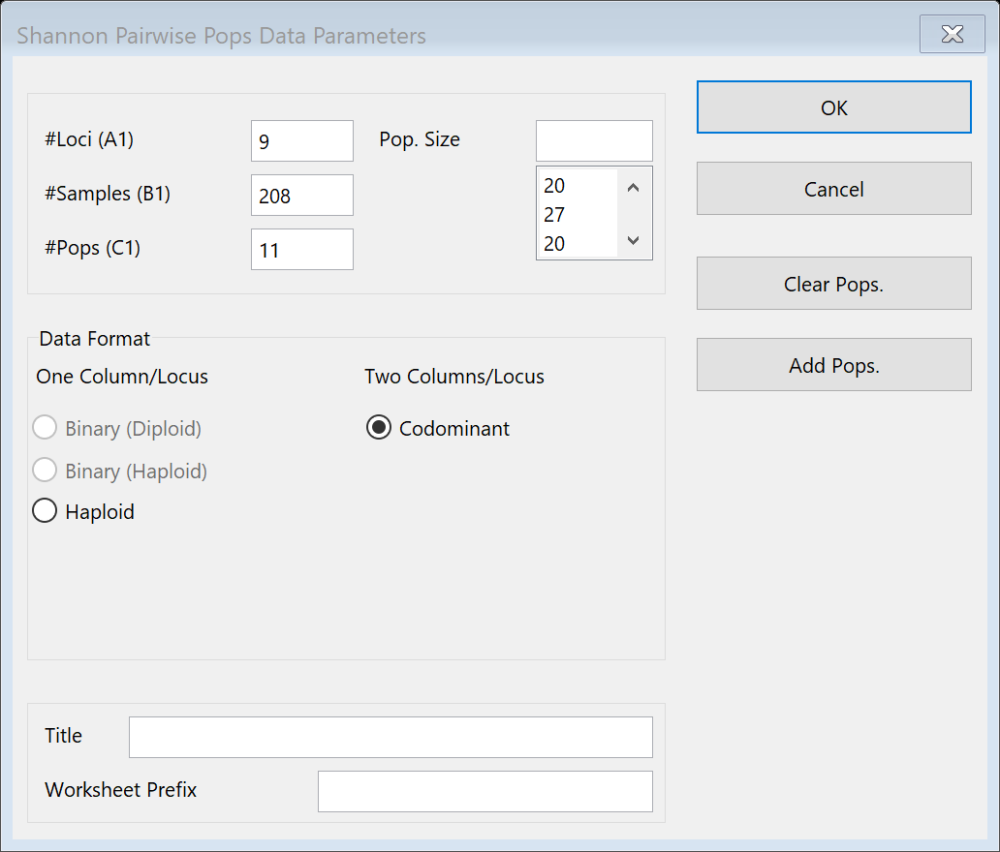 Shannon Pairwise Pops Data Parameters
#Loci (A1) 9 Pop. Size
#Samples (B1) 208
#Pops (C1) 11
20
27
20
OK
Cancel
Clear Pops.
Add Pops.
Data Format
One Column/Locus Two Columns/Locus
Binary (Diploid) Codominant
Binary (Haploid)
Haploid
Title
Worksheet Prefix